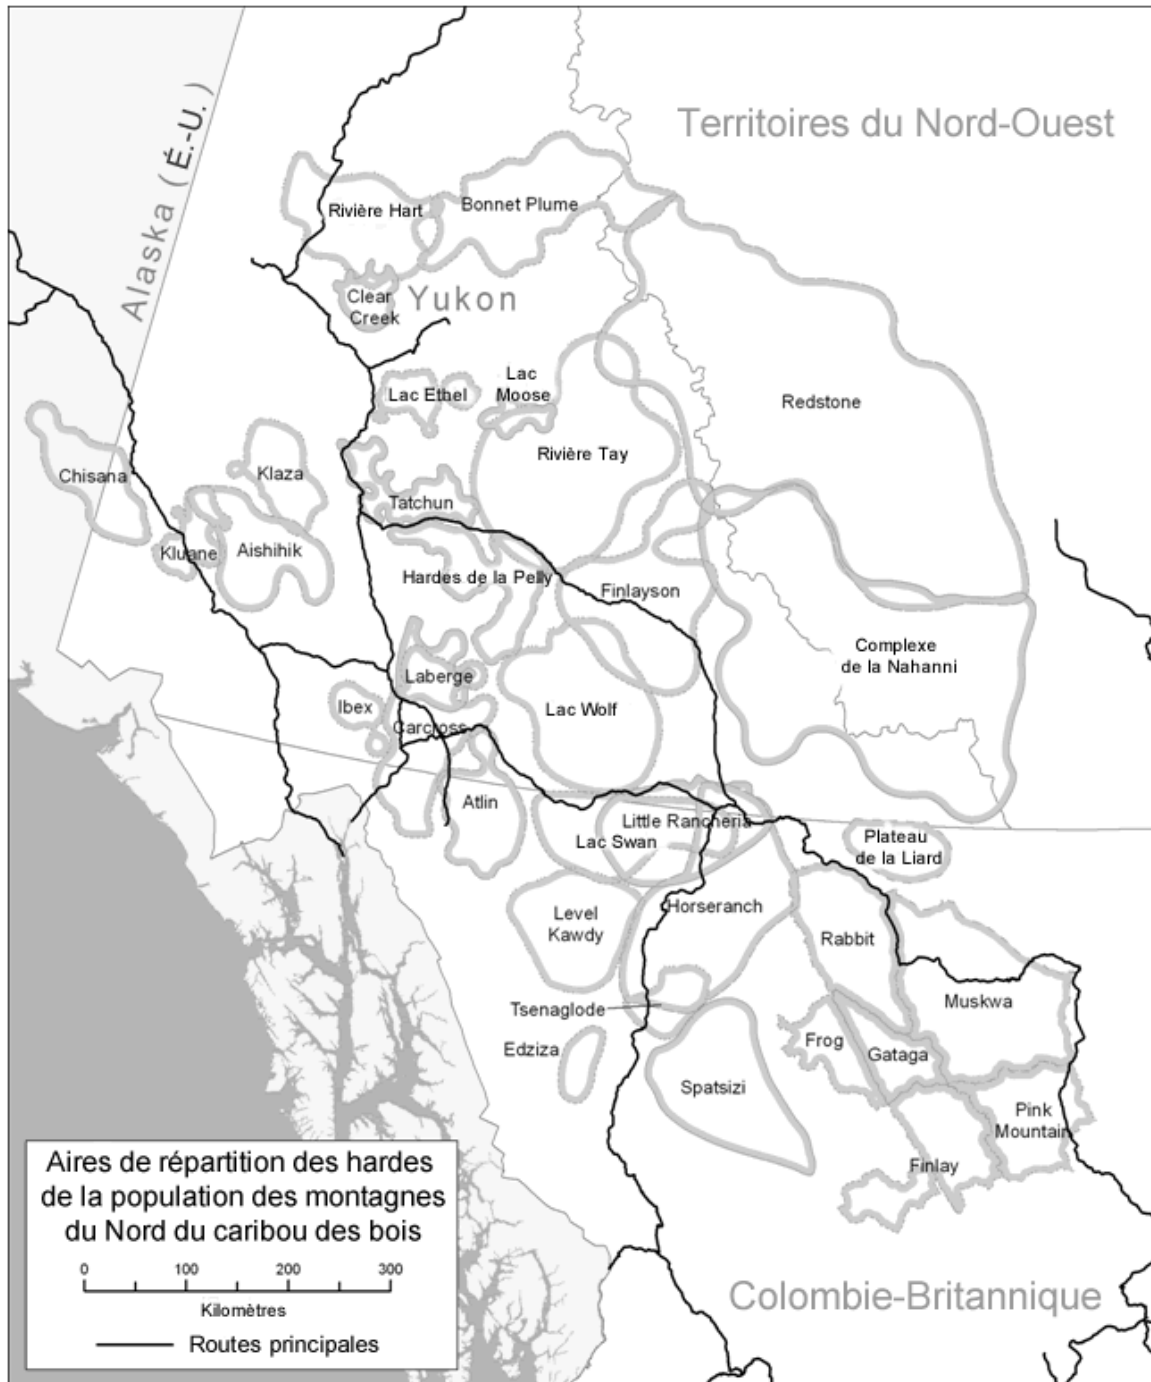 Territoires du Nord-Ouest
Alaska (É.-U.)
Rivière Hart
Bonnet Plume
Clear
Creek
Yukon
Lac Ethel
Lac
Moose
Redstone
Chisana
Klaza
Rivière Tay
Tatchun
Kluane
Aishihik
Hardes de la Pelly
Finlayson
Complexe
de la Nahanni
Laberge
Ibex
Carcross
Lac Wolf
Atlin
Little Rancheria
Lac Swan
Plateau
de la Liard
Level
Kawdy
Horseranch
Rabbit
Muskwa
Tsenaglode
Edziza
Frog
Gataga
Spatsizi
Pink
Mountain
Finlay
Aires de répartition des hardes
de la population des montagnes
du Nord du caribou des bois
0 100 200 300
Kilomètres
Routes principales
Colombie-Britannique